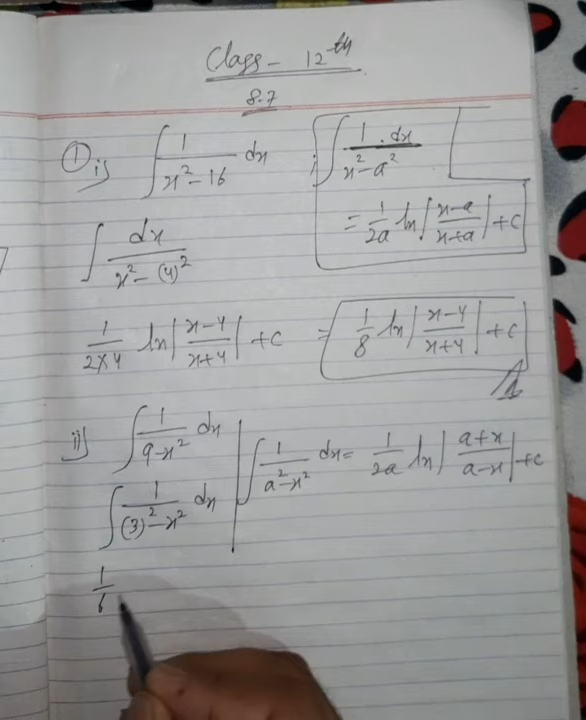 Class - 12th
8.7
① i) ∫ 1/(x² - 16) dx
∫ 1 . dx/(x² - a²)
= 1/2a ln |(x-a)/(x+a)| + c
∫ dx/(x² - (4)²)
1/(2×4) ln |(x-4)/(x+4)| + c = 1/8 ln |(x-4)/(x+4)| + c
ii) ∫ 1/(9-x²) dx
∫ 1/(a²-x²) dx = 1/2a ln |(a+x)/(a-x)| + c
∫ 1/((3)²-x²) dx
1/6